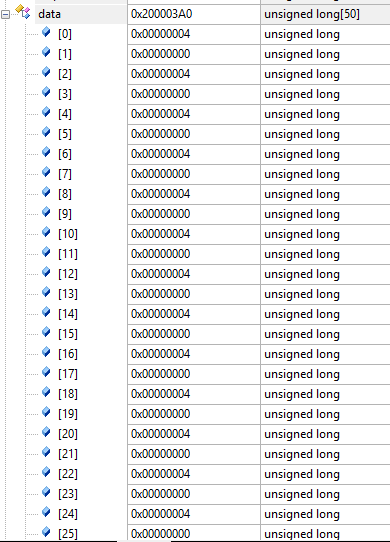 data 0x200003A0 unsigned long[50]
[0] 0x00000004 unsigned long
[1] 0x00000000 unsigned long
[2] 0x00000004 unsigned long
[3] 0x00000000 unsigned long
[4] 0x00000004 unsigned long
[5] 0x00000000 unsigned long
[6] 0x00000004 unsigned long
[7] 0x00000000 unsigned long
[8] 0x00000004 unsigned long
[9] 0x00000000 unsigned long
[10] 0x00000004 unsigned long
[11] 0x00000000 unsigned long
[12] 0x00000004 unsigned long
[13] 0x00000000 unsigned long
[14] 0x00000004 unsigned long
[15] 0x00000000 unsigned long
[16] 0x00000004 unsigned long
[17] 0x00000000 unsigned long
[18] 0x00000004 unsigned long
[19] 0x00000000 unsigned long
[20] 0x00000004 unsigned long
[21] 0x00000000 unsigned long
[22] 0x00000004 unsigned long
[23] 0x00000000 unsigned long
[24] 0x00000004 unsigned long
[25] 0x00000000 unsigned long